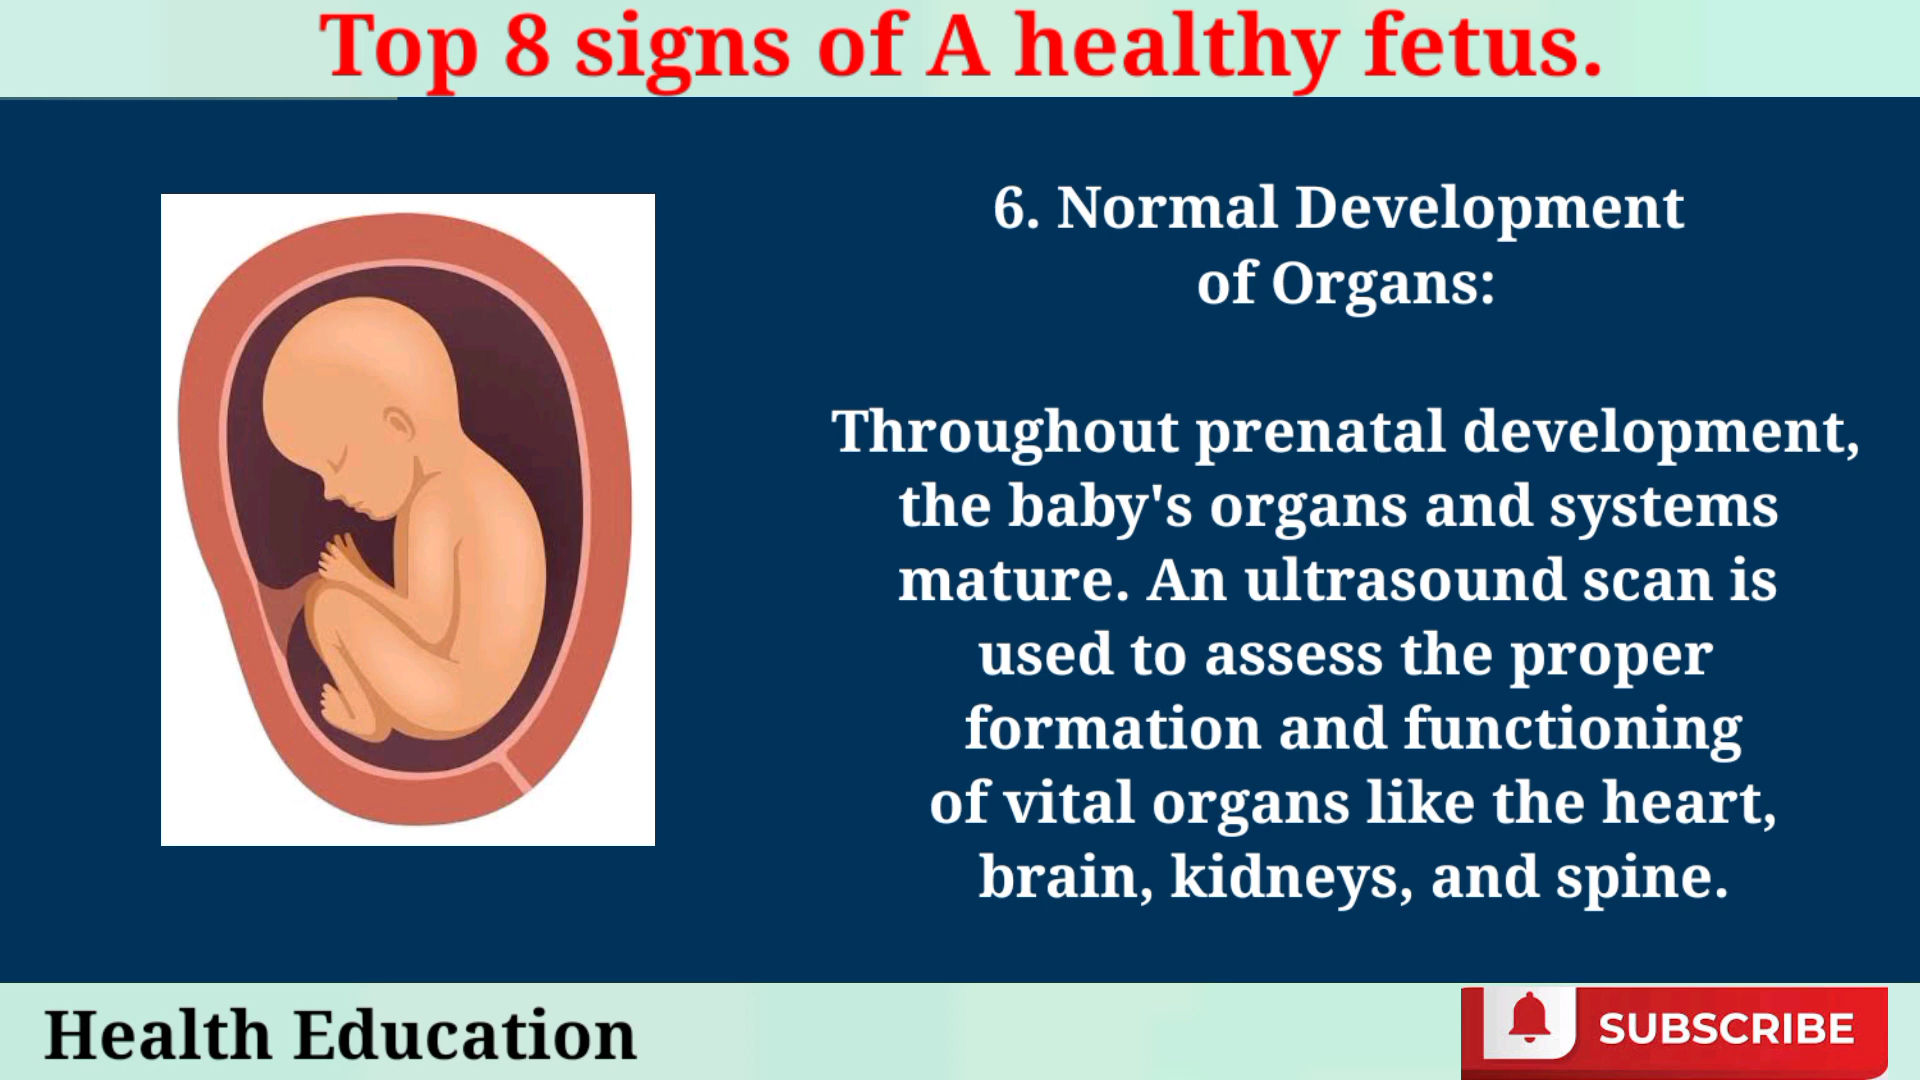 Top 8 signs of A healthy fetus.
6. Normal Development
of Organs:
Throughout prenatal development,
the baby's organs and systems
mature. An ultrasound scan is
used to assess the proper
formation and functioning
of vital organs like the heart,
brain, kidneys, and spine.
Health Education
SUBSCRIBE